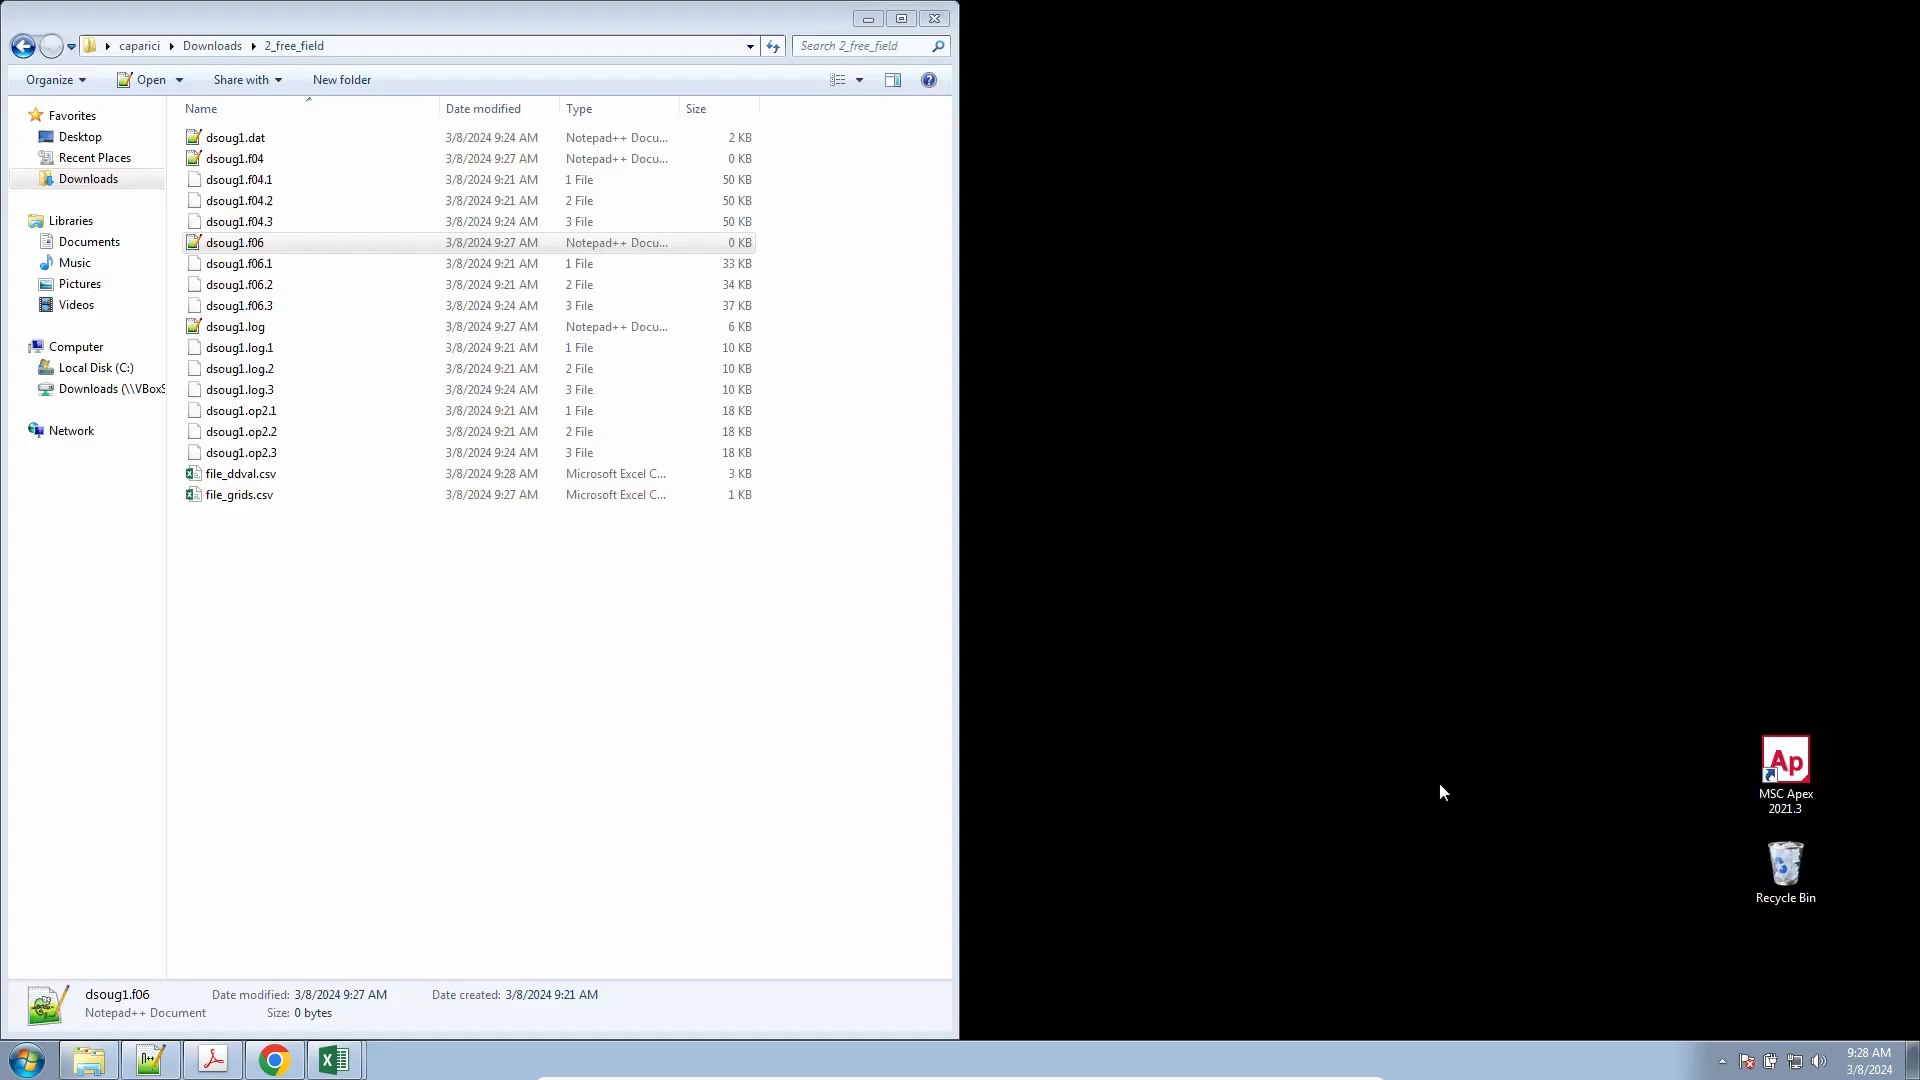 caparici Downloads 2_free_field Search 2_free_field
Organize Open Share with New folder
Name Date modified Type Size
Favorites
Desktop
Recent Places
Downloads
Libraries
Documents
Music
Pictures
Videos
Computer
Local Disk (C:)
Downloads (\\VBoxS
Network
dsoug1.dat 3/8/2024 9:24 AM Notepad++ Docu... 2 KB
dsoug1.f04 3/8/2024 9:27 AM Notepad++ Docu... 0 KB
dsoug1.f04.1 3/8/2024 9:21 AM 1 File 50 KB
dsoug1.f04.2 3/8/2024 9:21 AM 2 File 50 KB
dsoug1.f04.3 3/8/2024 9:24 AM 3 File 50 KB
dsoug1.f06 3/8/2024 9:27 AM Notepad++ Docu... 0 KB
dsoug1.f06.1 3/8/2024 9:21 AM 1 File 33 KB
dsoug1.f06.2 3/8/2024 9:21 AM 2 File 34 KB
dsoug1.f06.3 3/8/2024 9:24 AM 3 File 37 KB
dsoug1.log 3/8/2024 9:27 AM Notepad++ Docu... 6 KB
dsoug1.log.1 3/8/2024 9:21 AM 1 File 10 KB
dsoug1.log.2 3/8/2024 9:21 AM 2 File 10 KB
dsoug1.log.3 3/8/2024 9:24 AM 3 File 10 KB
dsoug1.op2.1 3/8/2024 9:21 AM 1 File 18 KB
dsoug1.op2.2 3/8/2024 9:21 AM 2 File 18 KB
dsoug1.op2.3 3/8/2024 9:24 AM 3 File 18 KB
file_ddval.csv 3/8/2024 9:28 AM Microsoft Excel C... 3 KB
file_grids.csv 3/8/2024 9:27 AM Microsoft Excel C... 1 KB
dsoug1.f06 Date modified: 3/8/2024 9:27 AM Date created: 3/8/2024 9:21 AM
Notepad++ Document Size: 0 bytes
Ap
MSC Apex
2021.3
Recycle Bin
9:28 AM
3/8/2024